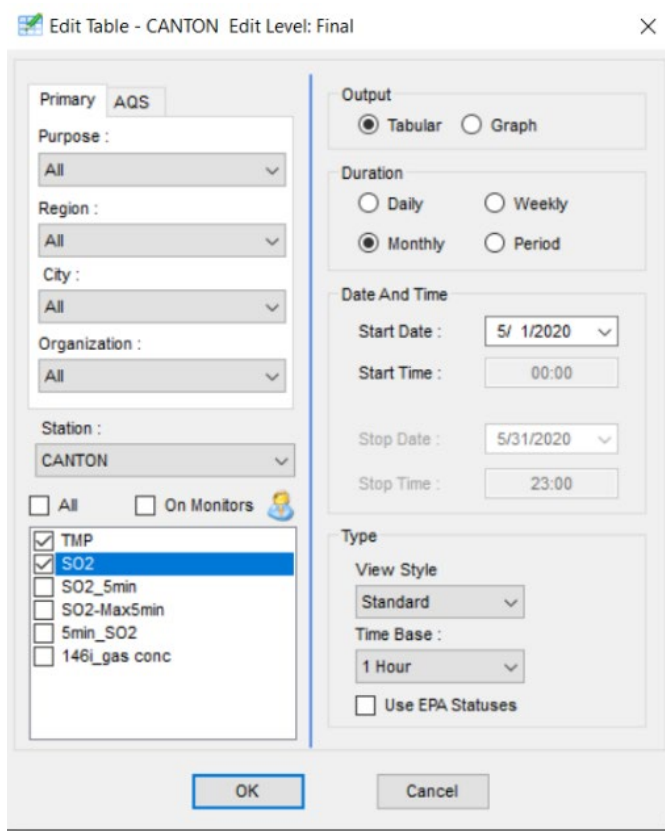 Edit Table - CANTON  Edit Level: Final
Primary AQS
Purpose :
All
Region :
All
City :
All
Organization :
All
Station :
CANTON
All On Monitors
TMP
SO2
SO2_5min
SO2-Max5min
5min_SO2
146i_gas conc
Output
Tabular Graph
Duration
Daily Weekly
Monthly Period
Date And Time
Start Date : 5/ 1/2020
Start Time : 00:00
Stop Date : 5/31/2020
Stop Time : 23:00
Type
View Style
Standard
Time Base :
1 Hour
Use EPA Statuses
OK Cancel